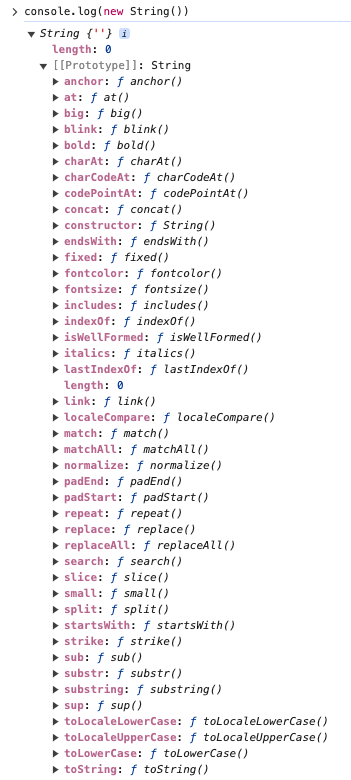 console.log(new String())
String {''} i
length: 0
[[Prototype]]: String
anchor: ƒ anchor()
at: ƒ at()
big: ƒ big()
blink: ƒ blink()
bold: ƒ bold()
charAt: ƒ charAt()
charCodeAt: ƒ charCodeAt()
codePointAt: ƒ codePointAt()
concat: ƒ concat()
constructor: ƒ String()
endsWith: ƒ endsWith()
fixed: ƒ fixed()
fontcolor: ƒ fontcolor()
fontsize: ƒ fontsize()
includes: ƒ includes()
indexOf: ƒ indexOf()
isWellFormed: ƒ isWellFormed()
italics: ƒ italics()
lastIndexOf: ƒ lastIndexOf()
length: 0
link: ƒ link()
localeCompare: ƒ localeCompare()
match: ƒ match()
matchAll: ƒ matchAll()
normalize: ƒ normalize()
padEnd: ƒ padEnd()
padStart: ƒ padStart()
repeat: ƒ repeat()
replace: ƒ replace()
replaceAll: ƒ replaceAll()
search: ƒ search()
slice: ƒ slice()
small: ƒ small()
split: ƒ split()
startsWith: ƒ startsWith()
strike: ƒ strike()
sub: ƒ sub()
substr: ƒ substr()
substring: ƒ substring()
sup: ƒ sup()
toLocaleLowerCase: ƒ toLocaleLowerCase()
toLocaleUpperCase: ƒ toLocaleUpperCase()
toLowerCase: ƒ toLowerCase()
toString: ƒ toString()